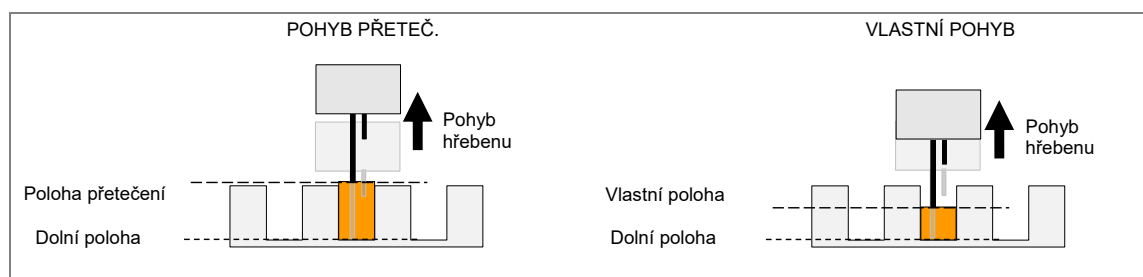 POHYB PŘETEČ.
Pohyb
hřebenu
Poloha přetečení
Dolní poloha
VLASTNÍ POHYB
Pohyb
hřebenu
Vlastní poloha
Dolní poloha